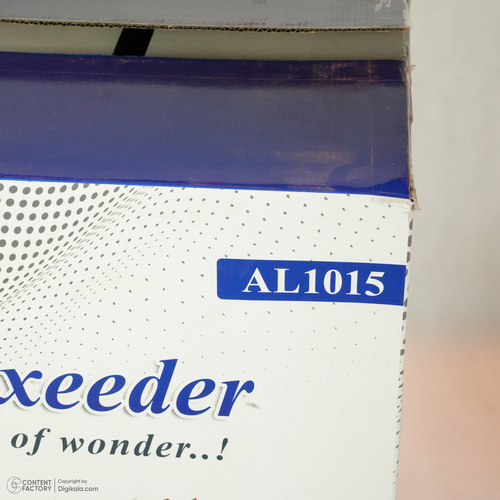 AL1015
xeeder
of wonder..!
CONTENT FACTORY
Copyright by
Digikala.com